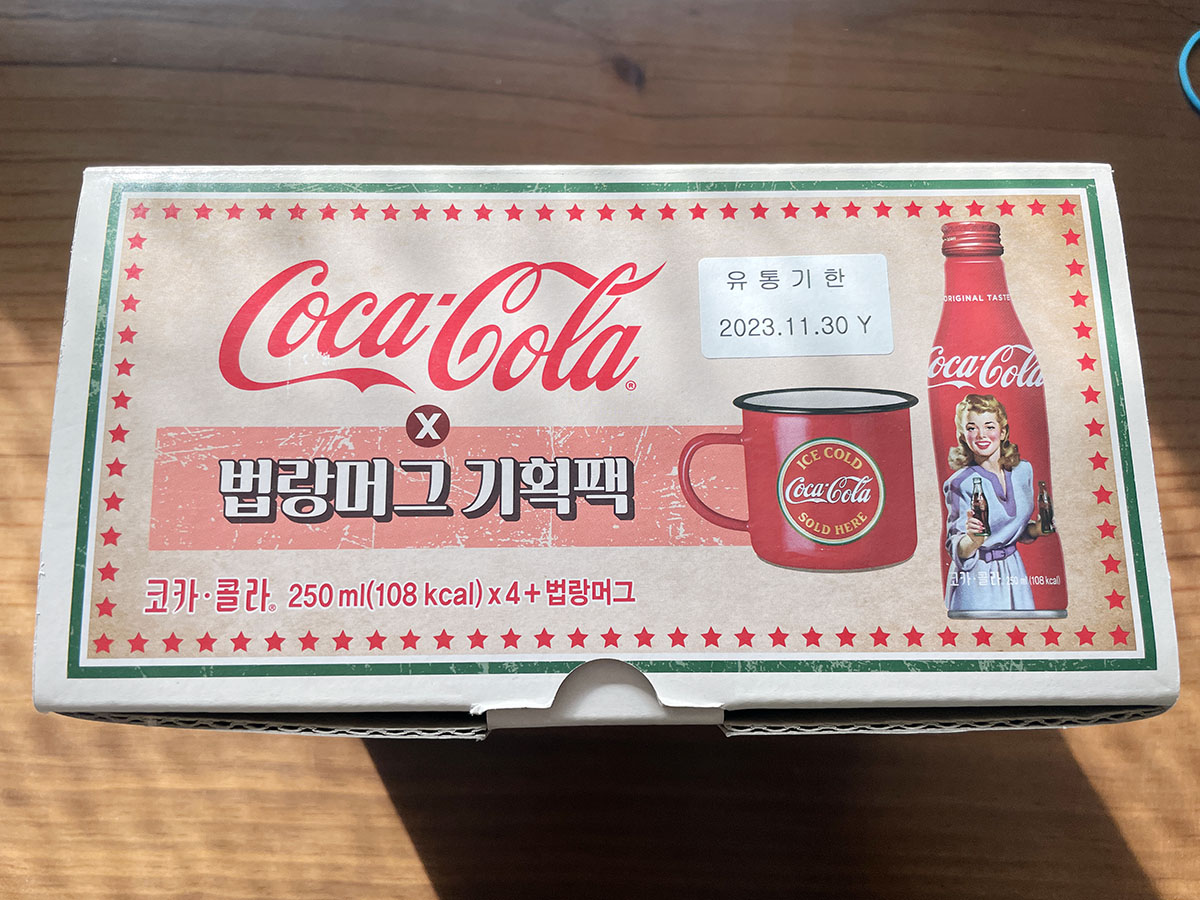 Coca-Cola®
X
법랑머그 기획팩
코카·콜라® 250 ml(108 kcal) x 4 + 법랑머그
유통기한
2023.11.30 Y
ICE COLD
Coca-Cola
SOLD HERE
ORIGINAL TASTE
Coca-Cola
코카·콜라 250 ml (108 kcal)